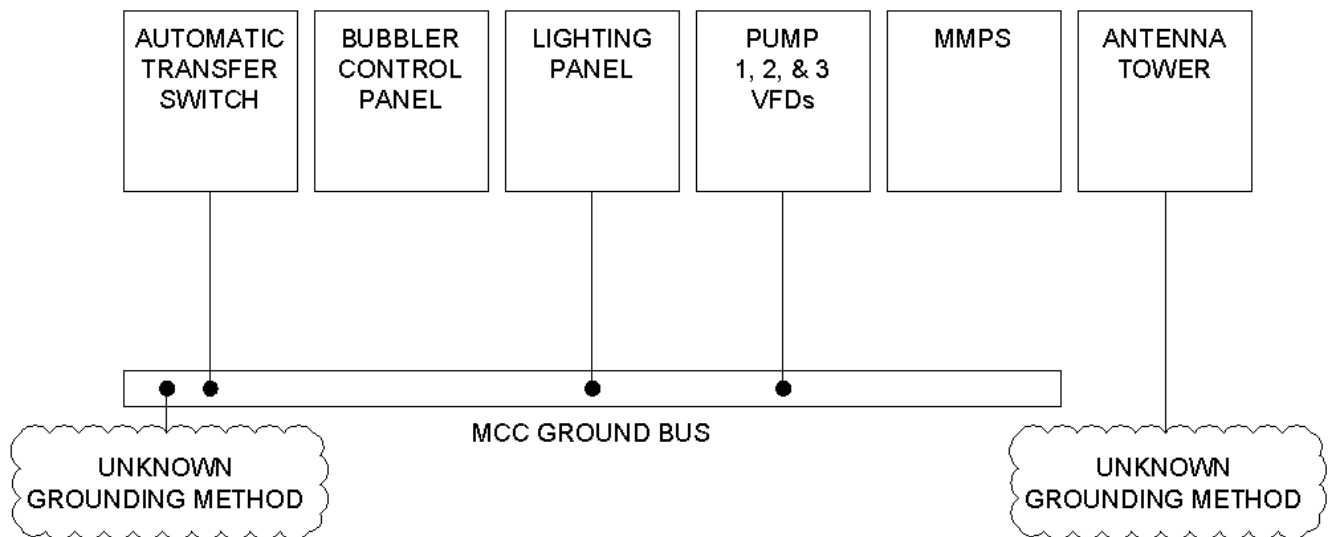 AUTOMATIC
TRANSFER
SWITCH
BUBBLER
CONTROL
PANEL
LIGHTING
PANEL
PUMP
1, 2, & 3
VFDs
MMPS
ANTENNA
TOWER
MCC GROUND BUS
UNKNOWN
GROUNDING METHOD
UNKNOWN
GROUNDING METHOD